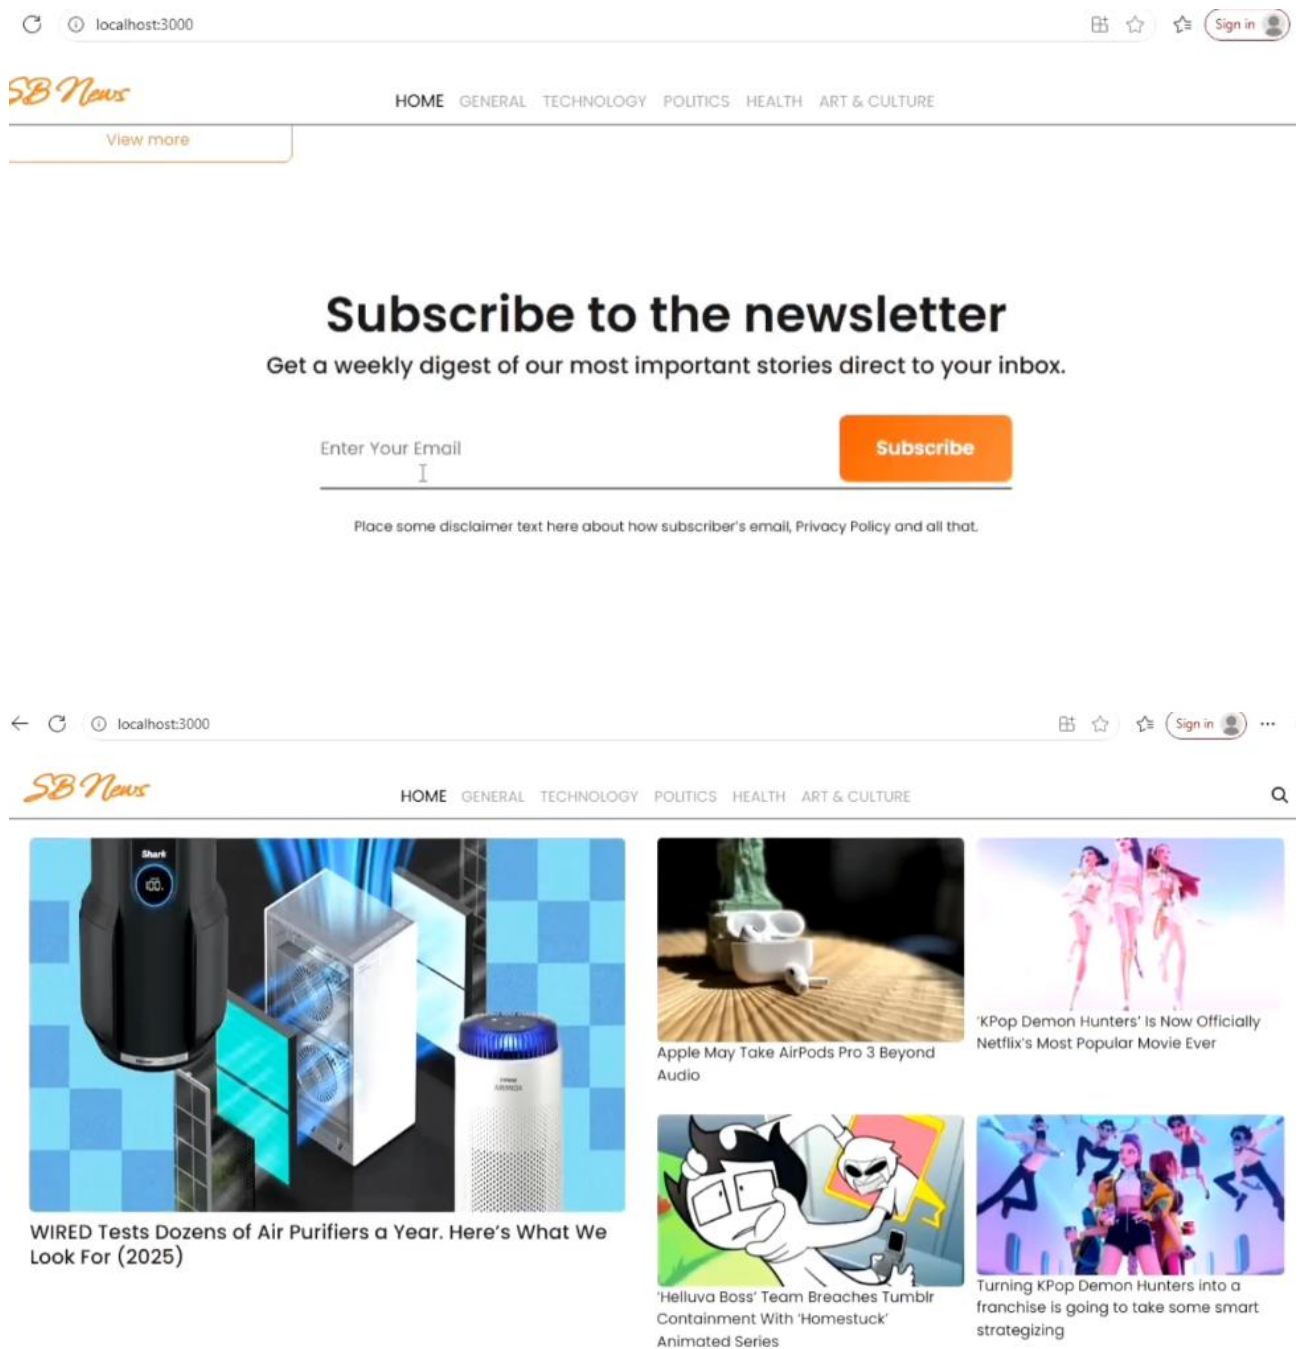 localhost:3000
Sign in
SB News
HOME GENERAL TECHNOLOGY POLITICS HEALTH ART & CULTURE
View more
Subscribe to the newsletter
Get a weekly digest of our most important stories direct to your inbox.
Enter Your Email
Subscribe
Place some disclaimer text here about how subscriber's email, Privacy Policy and all that.
localhost:3000
Sign in
SB News
HOME GENERAL TECHNOLOGY POLITICS HEALTH ART & CULTURE
Shark
100
WIRED Tests Dozens of Air Purifiers a Year. Here's What We
Look For (2025)
Apple May Take AirPods Pro 3 Beyond
Audio
'KPop Demon Hunters' Is Now Officially
Netflix's Most Popular Movie Ever
'Helluva Boss' Team Breaches Tumblr
Containment With 'Homestuck'
Animated Series
Turning KPop Demon Hunters into a
franchise is going to take some smart
strategizing